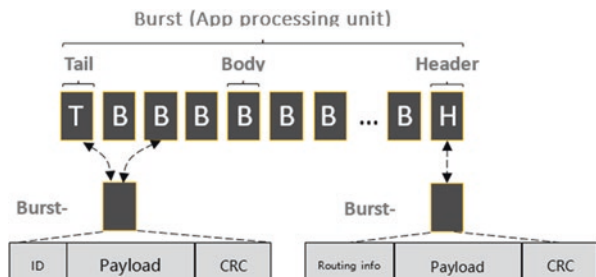 Burst (App processing unit)
Tail Body Header
T B B B B B B ... B H
Burst- Burst-
ID Payload CRC Routing info Payload CRC